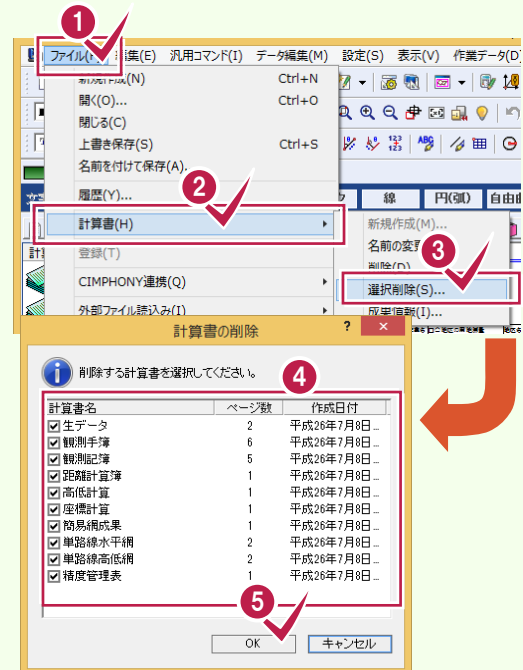 1
ファイル(F) 編集(E) 汎用コマンド(I) データ編集(M) 設定(S) 表示(V) 作業データ(D)
新規作成(N) Ctrl+N
開く(O)... Ctrl+O
閉じる(C)
上書き保存(S) Ctrl+S
名前を付けて保存(A)...
2
履歴(Y)...
線 円(弧) 自由曲
計算書(H)
新規作成(M)...
登録(T)
名前の変更
3
削除(D)
CIMPHONY連携(Q)
選択削除(S)...
外部ファイル読込み(I)
成果情報(I)...
計算書の削除 ? ×
削除する計算書を選択してください。
4
計算書名 ページ数 作成日付
生データ 2 平成26年7月8日...
観測手簿 6 平成26年7月8日...
観測記簿 5 平成26年7月8日...
距離計算簿 1 平成26年7月8日...
高低計算 1 平成26年7月8日...
座標計算 1 平成26年7月8日...
簡易網成果 1 平成26年7月8日...
単路線水平網 2 平成26年7月8日...
単路線高低網 2 平成26年7月8日...
精度管理表 1 平成26年7月8日...
5
OK キャンセル